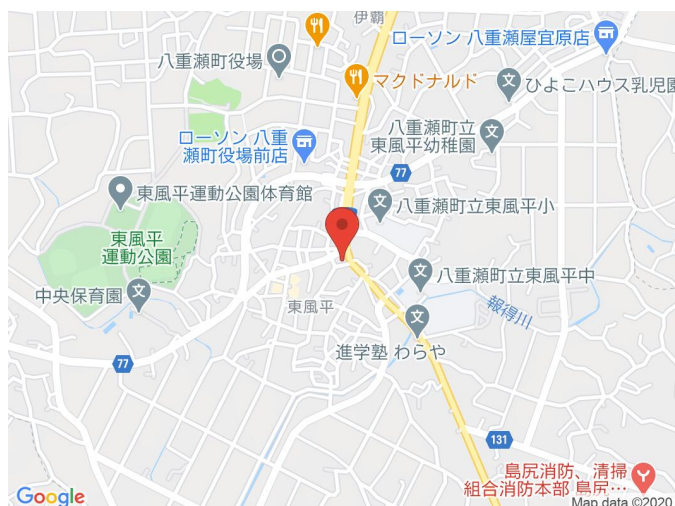 伊覇
ローソン 八重瀬屋宜原店
八重瀬町役場
マクドナルド
ひよこハウス乳児園
八重瀬町立
東風平幼稚園
ローソン 八重
瀬町役場前店
77
東風平運動公園体育館
八重瀬町立東風平小
東風平
運動公園
八重瀬町立東風平中
中央保育園
東風平
報得川
進学塾 わらや
77
131
島尻消防、清掃
組合消防本部 島尻…
Google
Map data ©2020